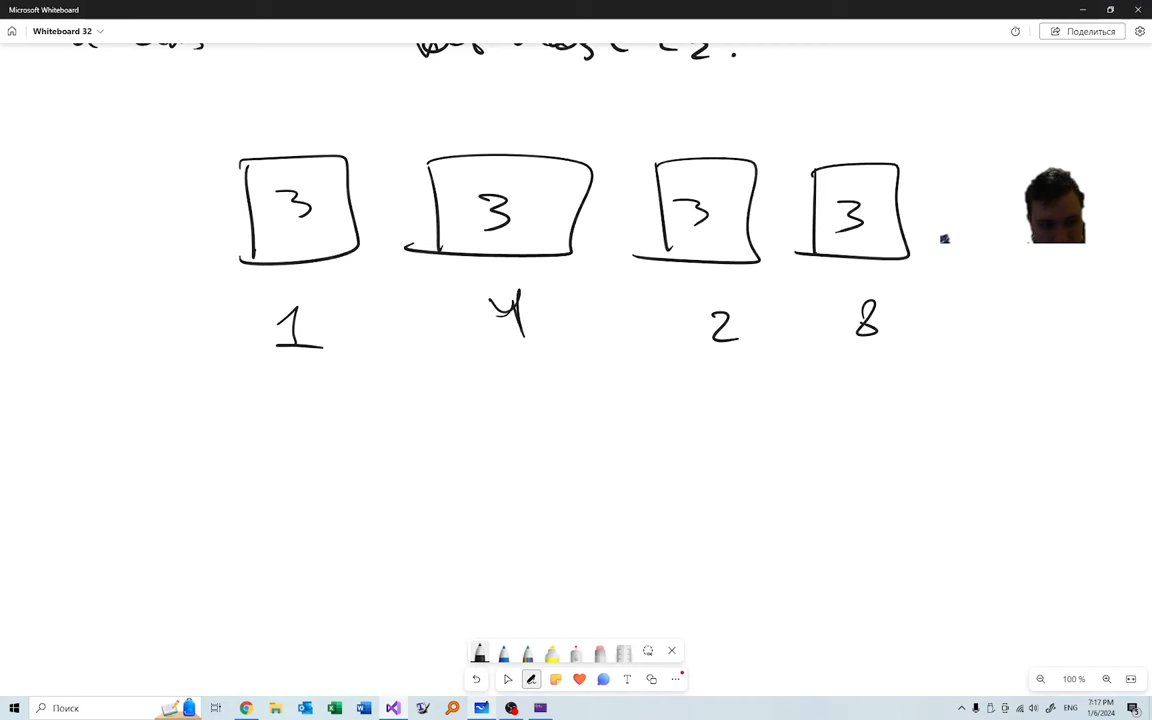 Microsoft Whiteboard
Whiteboard 32
Поделиться
3 3 3 3
1 4 2 8
100 %
Поиск
ENG
7:17 PM
1/6/2024
5